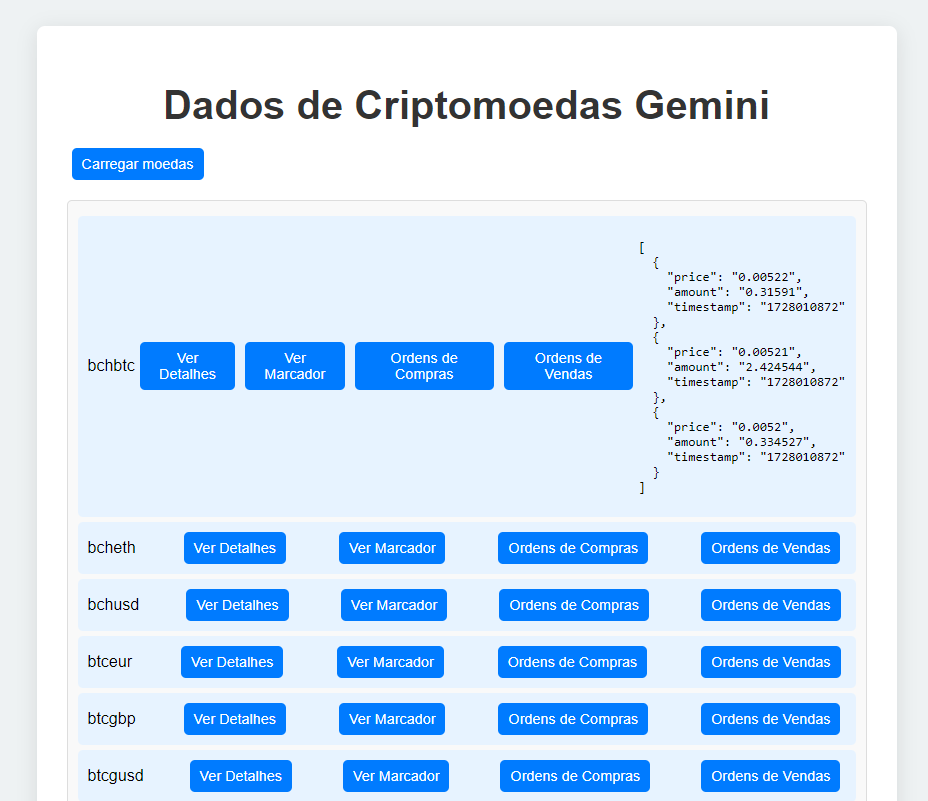 Dados de Criptomoedas Gemini
Carregar moedas
bchbtc Ver Detalhes Ver Marcador Ordens de Compras Ordens de Vendas
[
  {
    "price": "0.00522",
    "amount": "0.31591",
    "timestamp": "1728010872"
  },
  {
    "price": "0.00521",
    "amount": "2.424544",
    "timestamp": "1728010872"
  },
  {
    "price": "0.0052",
    "amount": "0.334527",
    "timestamp": "1728010872"
  }
]
bcheth Ver Detalhes Ver Marcador Ordens de Compras Ordens de Vendas
bchusd Ver Detalhes Ver Marcador Ordens de Compras Ordens de Vendas
btceur Ver Detalhes Ver Marcador Ordens de Compras Ordens de Vendas
btcgbp Ver Detalhes Ver Marcador Ordens de Compras Ordens de Vendas
btcgusd Ver Detalhes Ver Marcador Ordens de Compras Ordens de Vendas